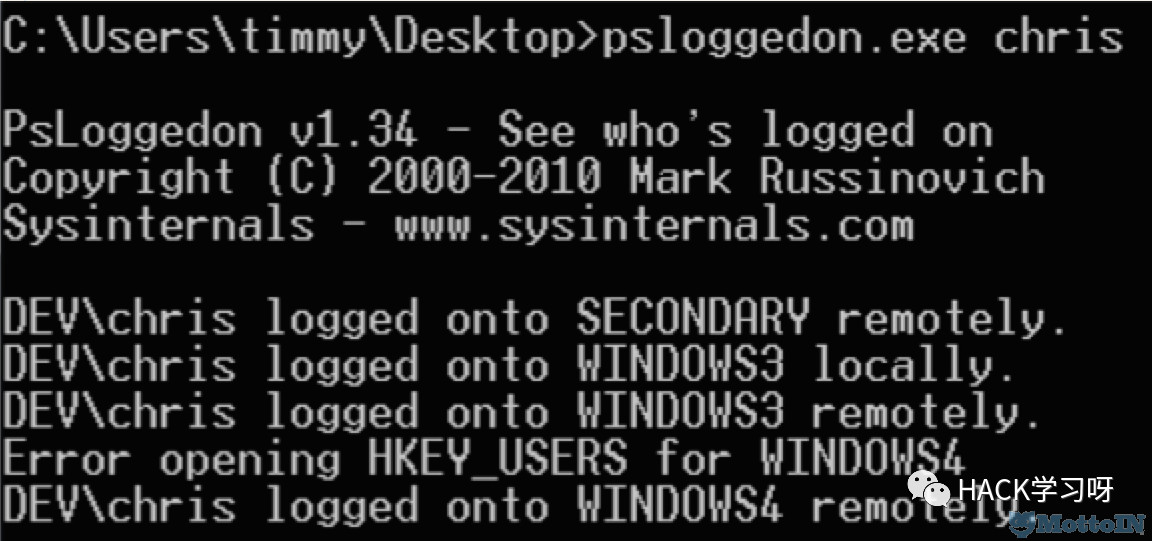 C:\Users\timmy\Desktop>psloggedon.exe chris
PsLoggedon v1.34 - See who's logged on
Copyright (C) 2000-2010 Mark Russinovich
Sysinternals - www.sysinternals.com
DEV\chris logged onto SECONDARY remotely.
DEV\chris logged onto WINDOWS3 locally.
DEV\chris logged onto WINDOWS3 remotely.
Error opening HKEY_USERS for WINDOWS4
DEV\chris logged onto WINDOWS4 remotely.
HACK学习呀
MottoIN